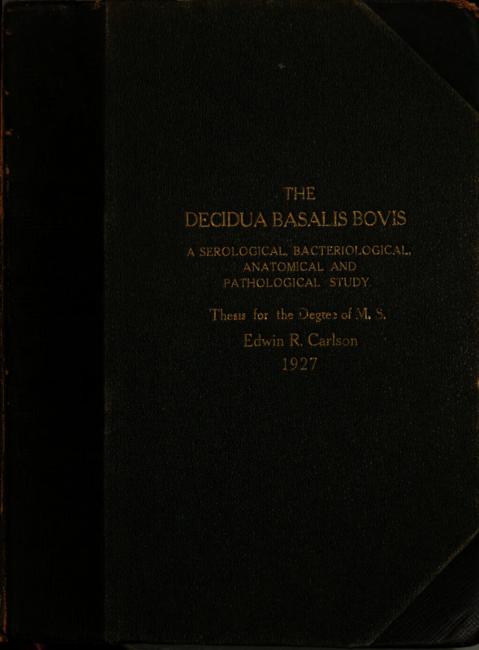 THE
DECIDUA BASALIS BOVIS
A SEROLOGICAL, BACTERIOLOGICAL,
ANATOMICAL AND
PATHOLOGICAL STUDY
Thesis for the Degree of M. S.
Edwin R. Carlson
1927